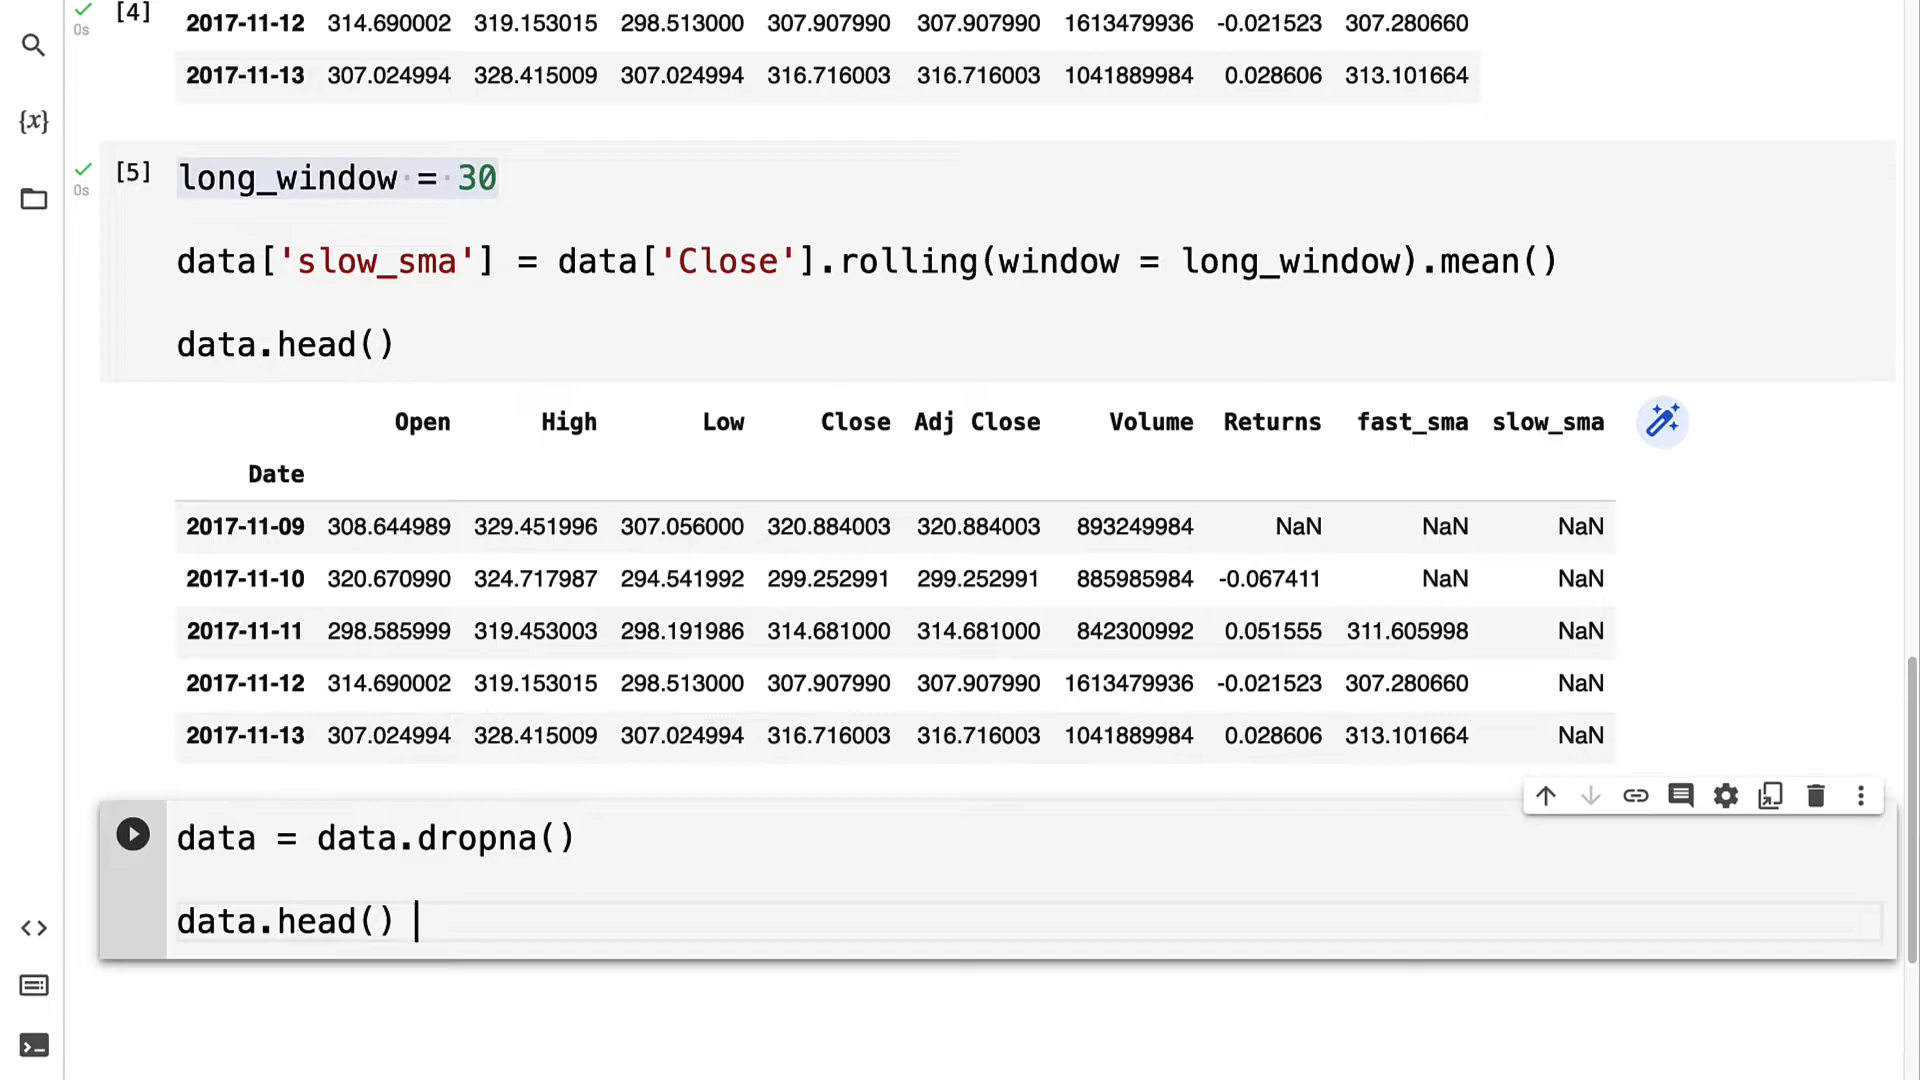 [4]
0s
2017-11-12 314.690002 319.153015 298.513000 307.907990 307.907990 1613479936 -0.021523 307.280660
2017-11-13 307.024994 328.415009 307.024994 316.716003 316.716003 1041889984 0.028606 313.101664
{x}
[5] long_window = 30
0s
data['slow_sma'] = data['Close'].rolling(window = long_window).mean()
data.head()
Open High Low Close Adj Close Volume Returns fast_sma slow_sma
Date
2017-11-09 308.644989 329.451996 307.056000 320.884003 320.884003 893249984 NaN NaN NaN
2017-11-10 320.670990 324.717987 294.541992 299.252991 299.252991 885985984 -0.067411 NaN NaN
2017-11-11 298.585999 319.453003 298.191986 314.681000 314.681000 842300992 0.051555 311.605998 NaN
2017-11-12 314.690002 319.153015 298.513000 307.907990 307.907990 1613479936 -0.021523 307.280660 NaN
2017-11-13 307.024994 328.415009 307.024994 316.716003 316.716003 1041889984 0.028606 313.101664 NaN
data = data.dropna()
data.head()